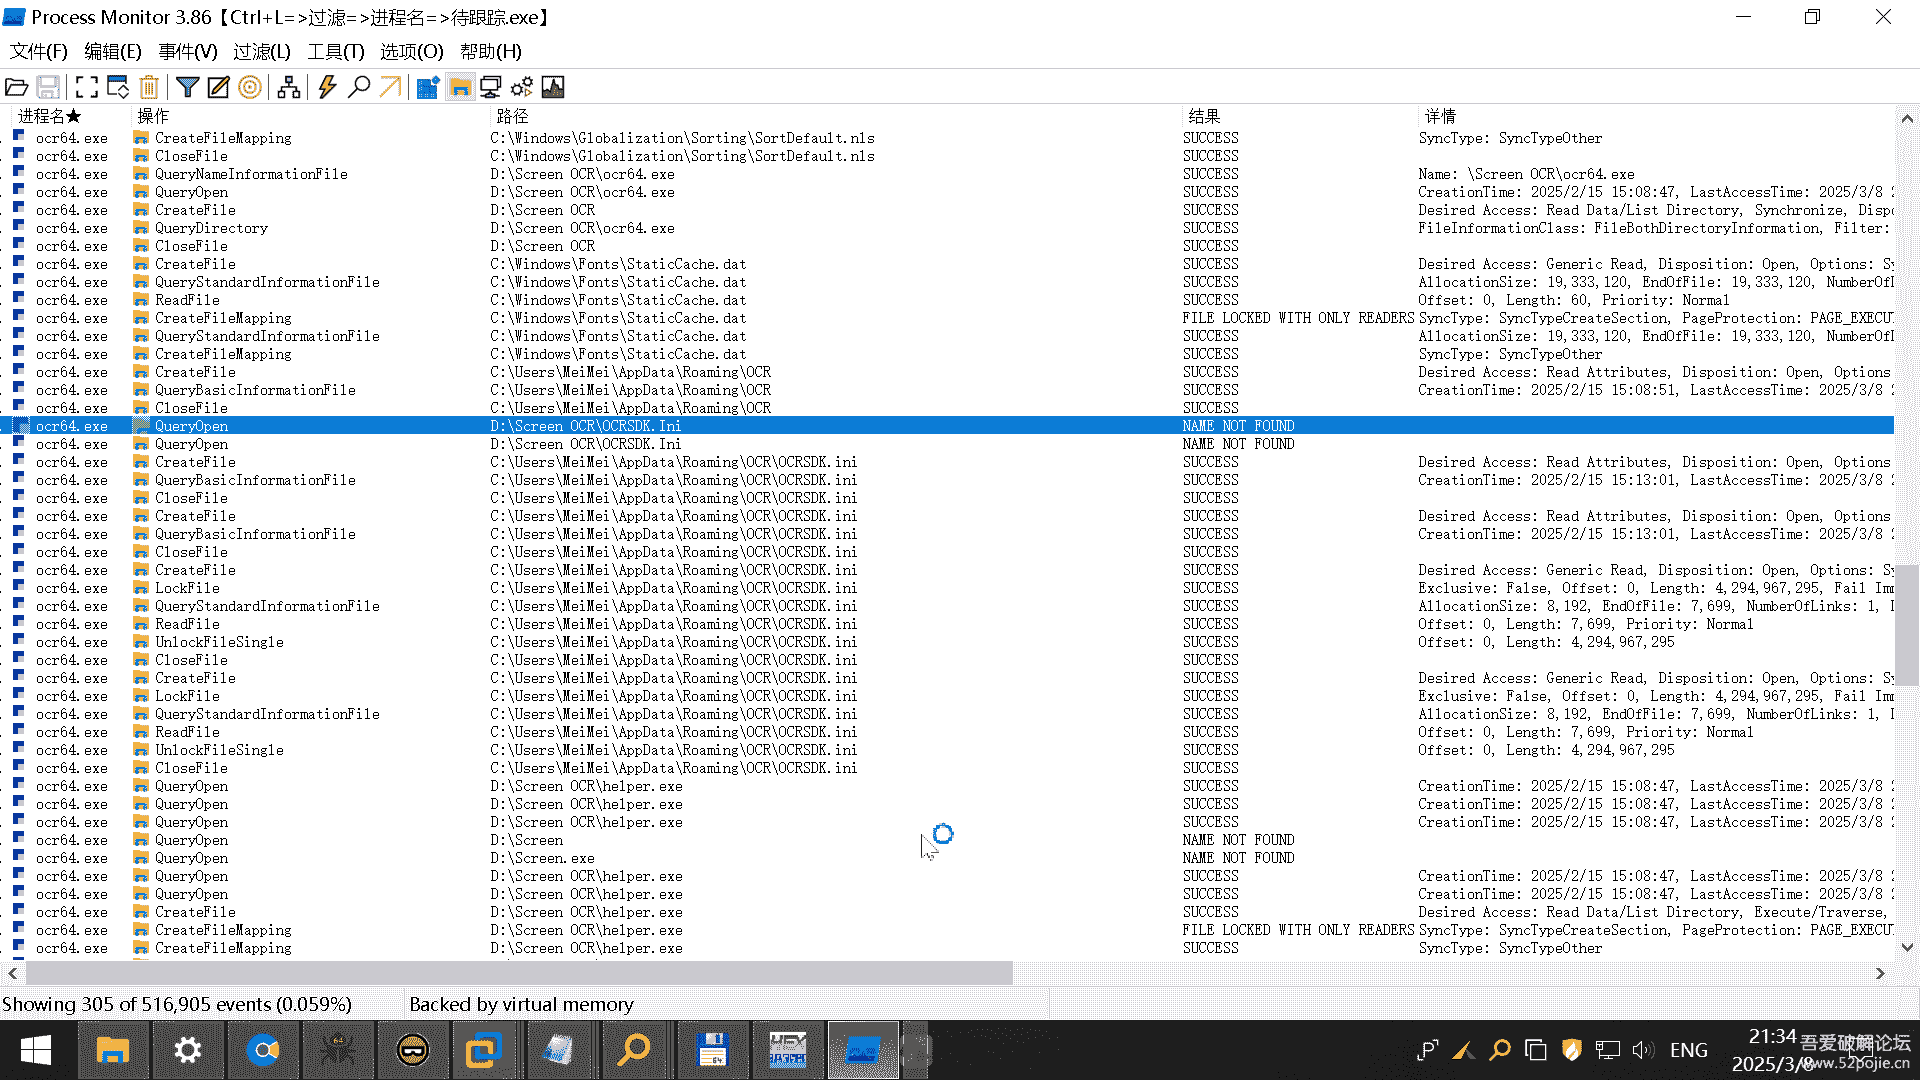 Process Monitor 3.86【Ctrl+L=>过滤=>进程名=>待跟踪.exe】
文件(F) 编辑(E) 事件(V) 过滤(L) 工具(T) 选项(O) 帮助(H)
进程名★ 操作 路径 结果 详情
ocr64.exe CreateFileMapping C:\Windows\Globalization\Sorting\SortDefault.nls SUCCESS SyncType: SyncTypeOther
ocr64.exe CloseFile C:\Windows\Globalization\Sorting\SortDefault.nls SUCCESS
ocr64.exe QueryNameInformationFile D:\Screen OCR\ocr64.exe SUCCESS Name: \Screen OCR\ocr64.exe
ocr64.exe QueryOpen D:\Screen OCR\ocr64.exe SUCCESS CreationTime: 2025/2/15 15:08:47, LastAccessTime: 2025/3/8
ocr64.exe CreateFile D:\Screen OCR SUCCESS Desired Access: Read Data/List Directory, Synchronize, Disp
ocr64.exe QueryDirectory D:\Screen OCR\ocr64.exe SUCCESS FileInformationClass: FileBothDirectoryInformation, Filter:
ocr64.exe CloseFile D:\Screen OCR SUCCESS
ocr64.exe CreateFile C:\Windows\Fonts\StaticCache.dat SUCCESS Desired Access: Generic Read, Disposition: Open, Options: S
ocr64.exe QueryStandardInformationFile C:\Windows\Fonts\StaticCache.dat SUCCESS AllocationSize: 19,333,120, EndOfFile: 19,333,120, NumberOf
ocr64.exe ReadFile C:\Windows\Fonts\StaticCache.dat SUCCESS Offset: 0, Length: 60, Priority: Normal
ocr64.exe CreateFileMapping C:\Windows\Fonts\StaticCache.dat FILE LOCKED WITH ONLY READERS SyncType: SyncTypeCreateSection, PageProtection: PAGE_EXECU
ocr64.exe QueryStandardInformationFile C:\Windows\Fonts\StaticCache.dat SUCCESS AllocationSize: 19,333,120, EndOfFile: 19,333,120, NumberOf
ocr64.exe CreateFileMapping C:\Windows\Fonts\StaticCache.dat SUCCESS SyncType: SyncTypeOther
ocr64.exe CreateFile C:\Users\MeiMei\AppData\Roaming\OCR SUCCESS Desired Access: Read Attributes, Disposition: Open, Options
ocr64.exe QueryBasicInformationFile C:\Users\MeiMei\AppData\Roaming\OCR SUCCESS CreationTime: 2025/2/15 15:08:51, LastAccessTime: 2025/3/8
ocr64.exe CloseFile C:\Users\MeiMei\AppData\Roaming\OCR SUCCESS
ocr64.exe QueryOpen D:\Screen OCR\OCRSDK.Ini NAME NOT FOUND
ocr64.exe QueryOpen D:\Screen OCR\OCRSDK.Ini NAME NOT FOUND
ocr64.exe CreateFile C:\Users\MeiMei\AppData\Roaming\OCR\OCRSDK.ini SUCCESS Desired Access: Read Attributes, Disposition: Open, Options
ocr64.exe QueryBasicInformationFile C:\Users\MeiMei\AppData\Roaming\OCR\OCRSDK.ini SUCCESS CreationTime: 2025/2/15 15:13:01, LastAccessTime: 2025/3/8
ocr64.exe CloseFile C:\Users\MeiMei\AppData\Roaming\OCR\OCRSDK.ini SUCCESS
ocr64.exe CreateFile C:\Users\MeiMei\AppData\Roaming\OCR\OCRSDK.ini SUCCESS Desired Access: Read Attributes, Disposition: Open, Options
ocr64.exe QueryBasicInformationFile C:\Users\MeiMei\AppData\Roaming\OCR\OCRSDK.ini SUCCESS CreationTime: 2025/2/15 15:13:01, LastAccessTime: 2025/3/8
ocr64.exe CloseFile C:\Users\MeiMei\AppData\Roaming\OCR\OCRSDK.ini SUCCESS
ocr64.exe CreateFile C:\Users\MeiMei\AppData\Roaming\OCR\OCRSDK.ini SUCCESS Desired Access: Generic Read, Disposition: Open, Options: S
ocr64.exe LockFile C:\Users\MeiMei\AppData\Roaming\OCR\OCRSDK.ini SUCCESS Exclusive: False, Offset: 0, Length: 4,294,967,295, Fail Im
ocr64.exe QueryStandardInformationFile C:\Users\MeiMei\AppData\Roaming\OCR\OCRSDK.ini SUCCESS AllocationSize: 8,192, EndOfFile: 7,699, NumberOfLinks: 1,
ocr64.exe ReadFile C:\Users\MeiMei\AppData\Roaming\OCR\OCRSDK.ini SUCCESS Offset: 0, Length: 7,699, Priority: Normal
ocr64.exe UnlockFileSingle C:\Users\MeiMei\AppData\Roaming\OCR\OCRSDK.ini SUCCESS Offset: 0, Length: 4,294,967,295
ocr64.exe CloseFile C:\Users\MeiMei\AppData\Roaming\OCR\OCRSDK.ini SUCCESS
ocr64.exe CreateFile C:\Users\MeiMei\AppData\Roaming\OCR\OCRSDK.ini SUCCESS Desired Access: Generic Read, Disposition: Open, Options: S
ocr64.exe LockFile C:\Users\MeiMei\AppData\Roaming\OCR\OCRSDK.ini SUCCESS Exclusive: False, Offset: 0, Length: 4,294,967,295, Fail Im
ocr64.exe QueryStandardInformationFile C:\Users\MeiMei\AppData\Roaming\OCR\OCRSDK.ini SUCCESS AllocationSize: 8,192, EndOfFile: 7,699, NumberOfLinks: 1,
ocr64.exe ReadFile C:\Users\MeiMei\AppData\Roaming\OCR\OCRSDK.ini SUCCESS Offset: 0, Length: 7,699, Priority: Normal
ocr64.exe UnlockFileSingle C:\Users\MeiMei\AppData\Roaming\OCR\OCRSDK.ini SUCCESS Offset: 0, Length: 4,294,967,295
ocr64.exe CloseFile C:\Users\MeiMei\AppData\Roaming\OCR\OCRSDK.ini SUCCESS
ocr64.exe QueryOpen D:\Screen OCR\helper.exe SUCCESS CreationTime: 2025/2/15 15:08:47, LastAccessTime: 2025/3/8
ocr64.exe QueryOpen D:\Screen OCR\helper.exe SUCCESS CreationTime: 2025/2/15 15:08:47, LastAccessTime: 2025/3/8
ocr64.exe QueryOpen D:\Screen OCR\helper.exe SUCCESS CreationTime: 2025/2/15 15:08:47, LastAccessTime: 2025/3/8
ocr64.exe QueryOpen D:\Screen NAME NOT FOUND
ocr64.exe QueryOpen D:\Screen.exe NAME NOT FOUND
ocr64.exe QueryOpen D:\Screen OCR\helper.exe SUCCESS CreationTime: 2025/2/15 15:08:47, LastAccessTime: 2025/3/8
ocr64.exe QueryOpen D:\Screen OCR\helper.exe SUCCESS CreationTime: 2025/2/15 15:08:47, LastAccessTime: 2025/3/8
ocr64.exe CreateFile D:\Screen OCR\helper.exe SUCCESS Desired Access: Read Data/List Directory, Execute/Traverse,
ocr64.exe CreateFileMapping D:\Screen OCR\helper.exe FILE LOCKED WITH ONLY READERS SyncType: SyncTypeCreateSection, PageProtection: PAGE_EXECU
ocr64.exe CreateFileMapping D:\Screen OCR\helper.exe SUCCESS SyncType: SyncTypeOther
Showing 305 of 516,905 events (0.059%) Backed by virtual memory
64
HEX
ENG
21:34
2025/3/8
吾爱破解论坛
www.52pojie.cn